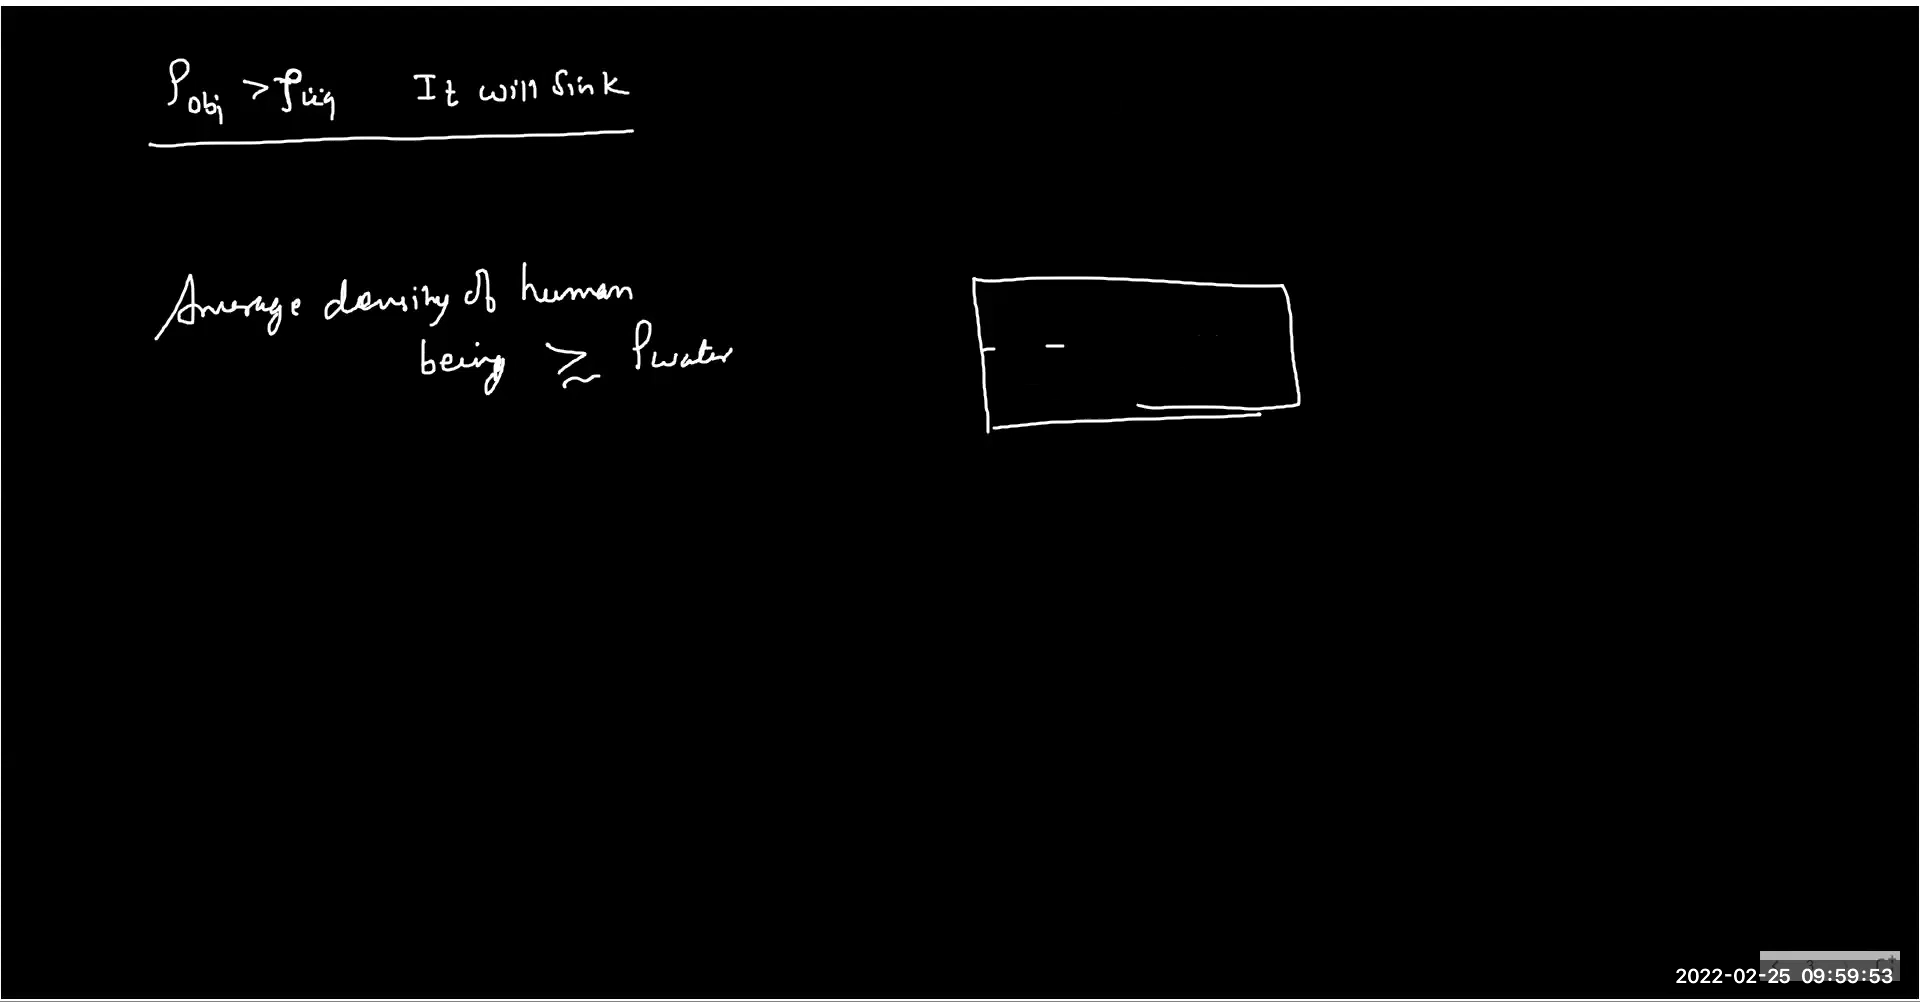 ρobj > ρliq It will Sink
Average density of human
being ≳ ρwater
2022-02-25 09:59:53